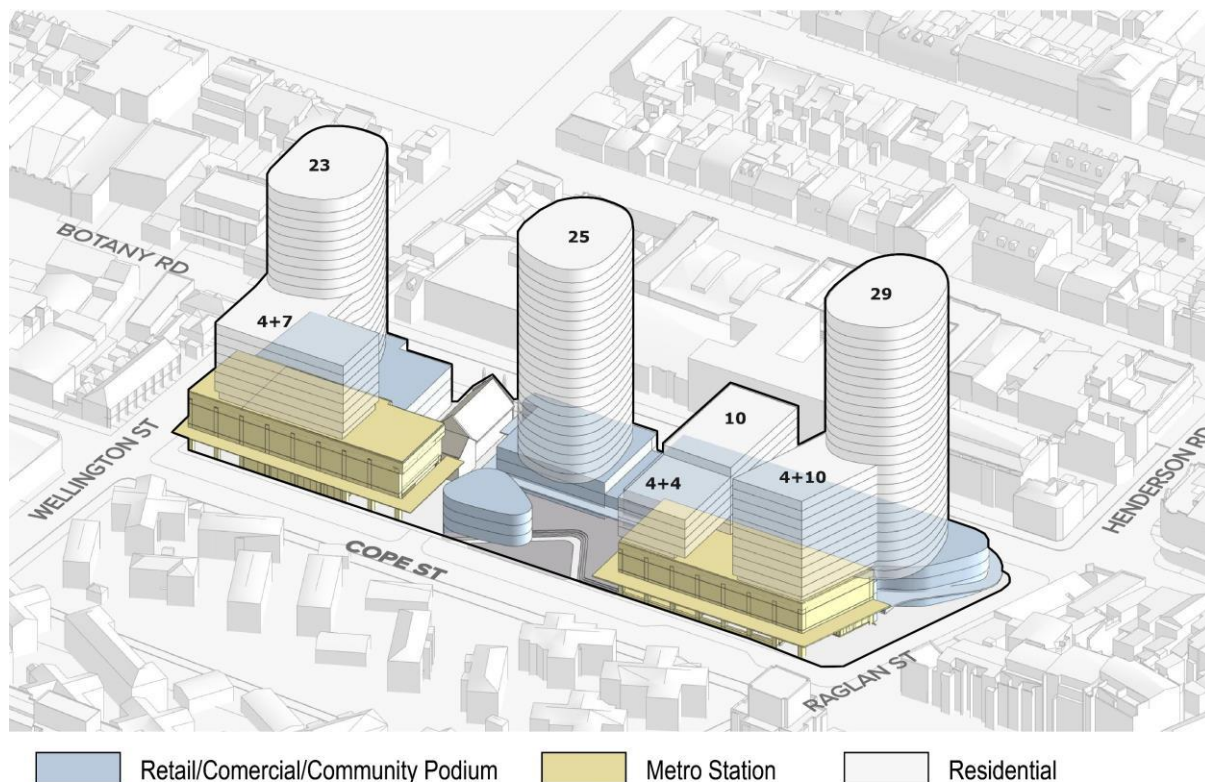 23
25
29
BOTANY RD
4+7
10
4+4
4+10
WELLINGTON ST
HENDERSON RD
COPE ST
RAGLAN ST
Retail/Comercial/Community Podium
Metro Station
Residential